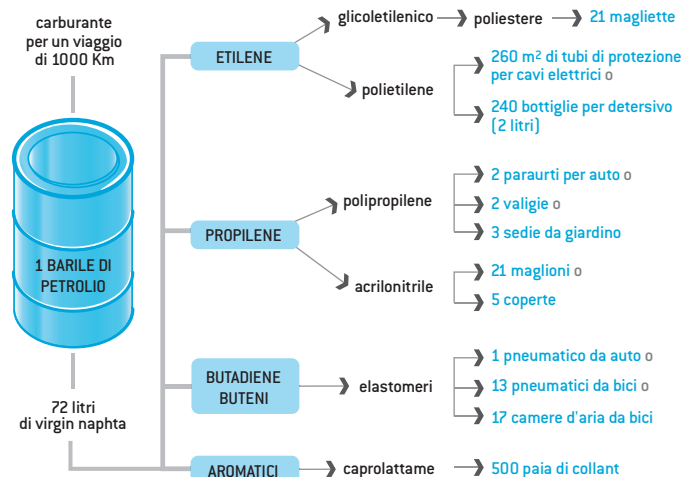 carburante
per un viaggio
di 1000 Km
1 BARILE DI
PETROLIO
72 litri
di virgin naphta
ETILENE
glicoletilenico
poliestere
21 magliette
polietilene
260 m² di tubi di protezione
per cavi elettrici o
240 bottiglie per detersivo
(2 litri)
PROPILENE
polipropilene
2 paraurti per auto o
2 valigie o
3 sedie da giardino
acrilonitrile
21 maglioni o
5 coperte
BUTADIENE
BUTENI
elastomeri
1 pneumatico da auto o
13 pneumatici da bici o
17 camere d'aria da bici
AROMATICI
caprolattame
500 paia di collant